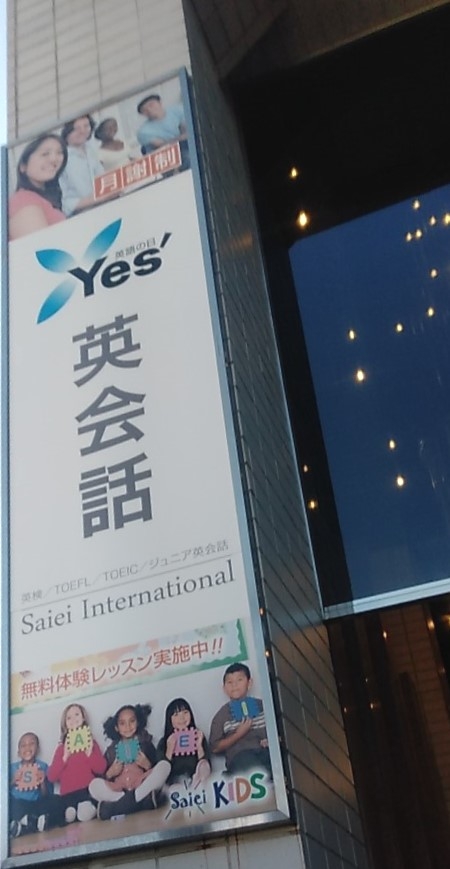 月謝制
英語の日
Yes'
英会話
英検／TOEFL／TOEIC／ジュニア英会話
Saiei International
無料体験レッスン実施中!!
S A I E I
Saiei KIDS